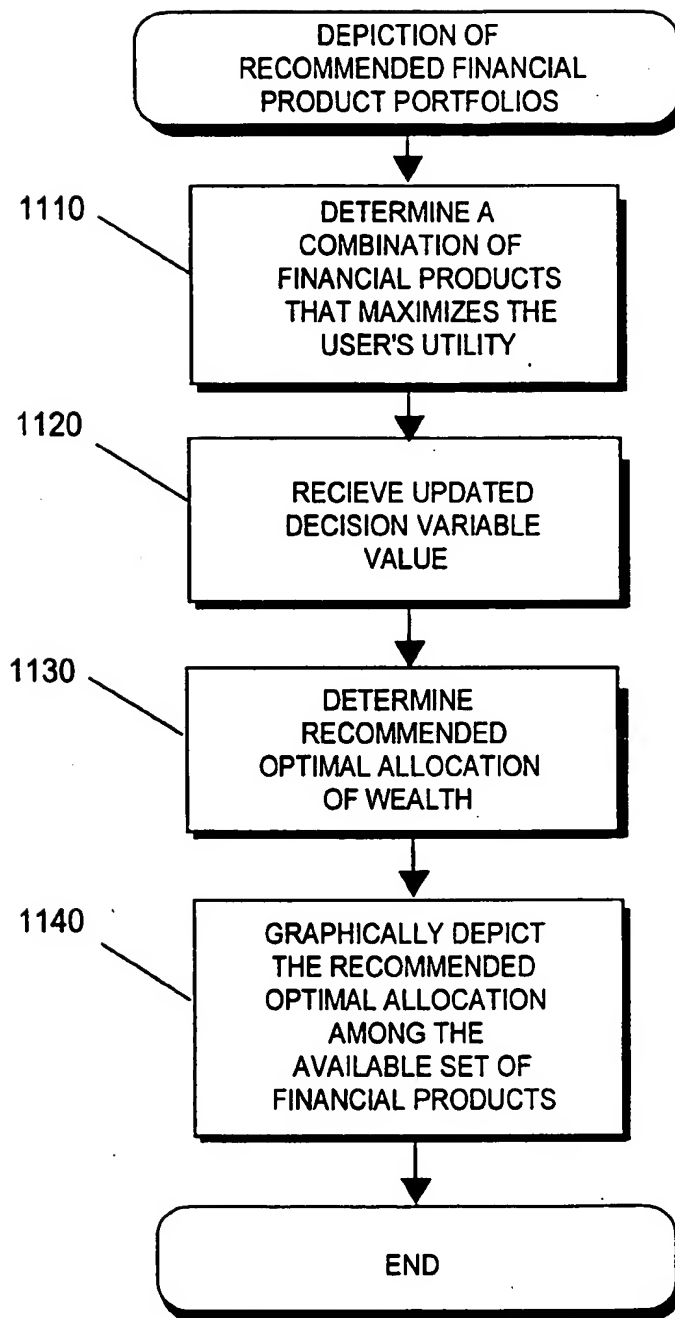 DEPICTION OF
RECOMMENDED FINANCIAL
PRODUCT PORTFOLIOS
1110
DETERMINE A
COMBINATION OF
FINANCIAL PRODUCTS
THAT MAXIMIZES THE
USER'S UTILITY
1120
RECIEVE UPDATED
DECISION VARIABLE
VALUE
1130
DETERMINE
RECOMMENDED
OPTIMAL ALLOCATION
OF WEALTH
1140
GRAPHICALLY DEPICT
THE RECOMMENDED
OPTIMAL ALLOCATION
AMONG THE
AVAILABLE SET OF
FINANCIAL PRODUCTS
END